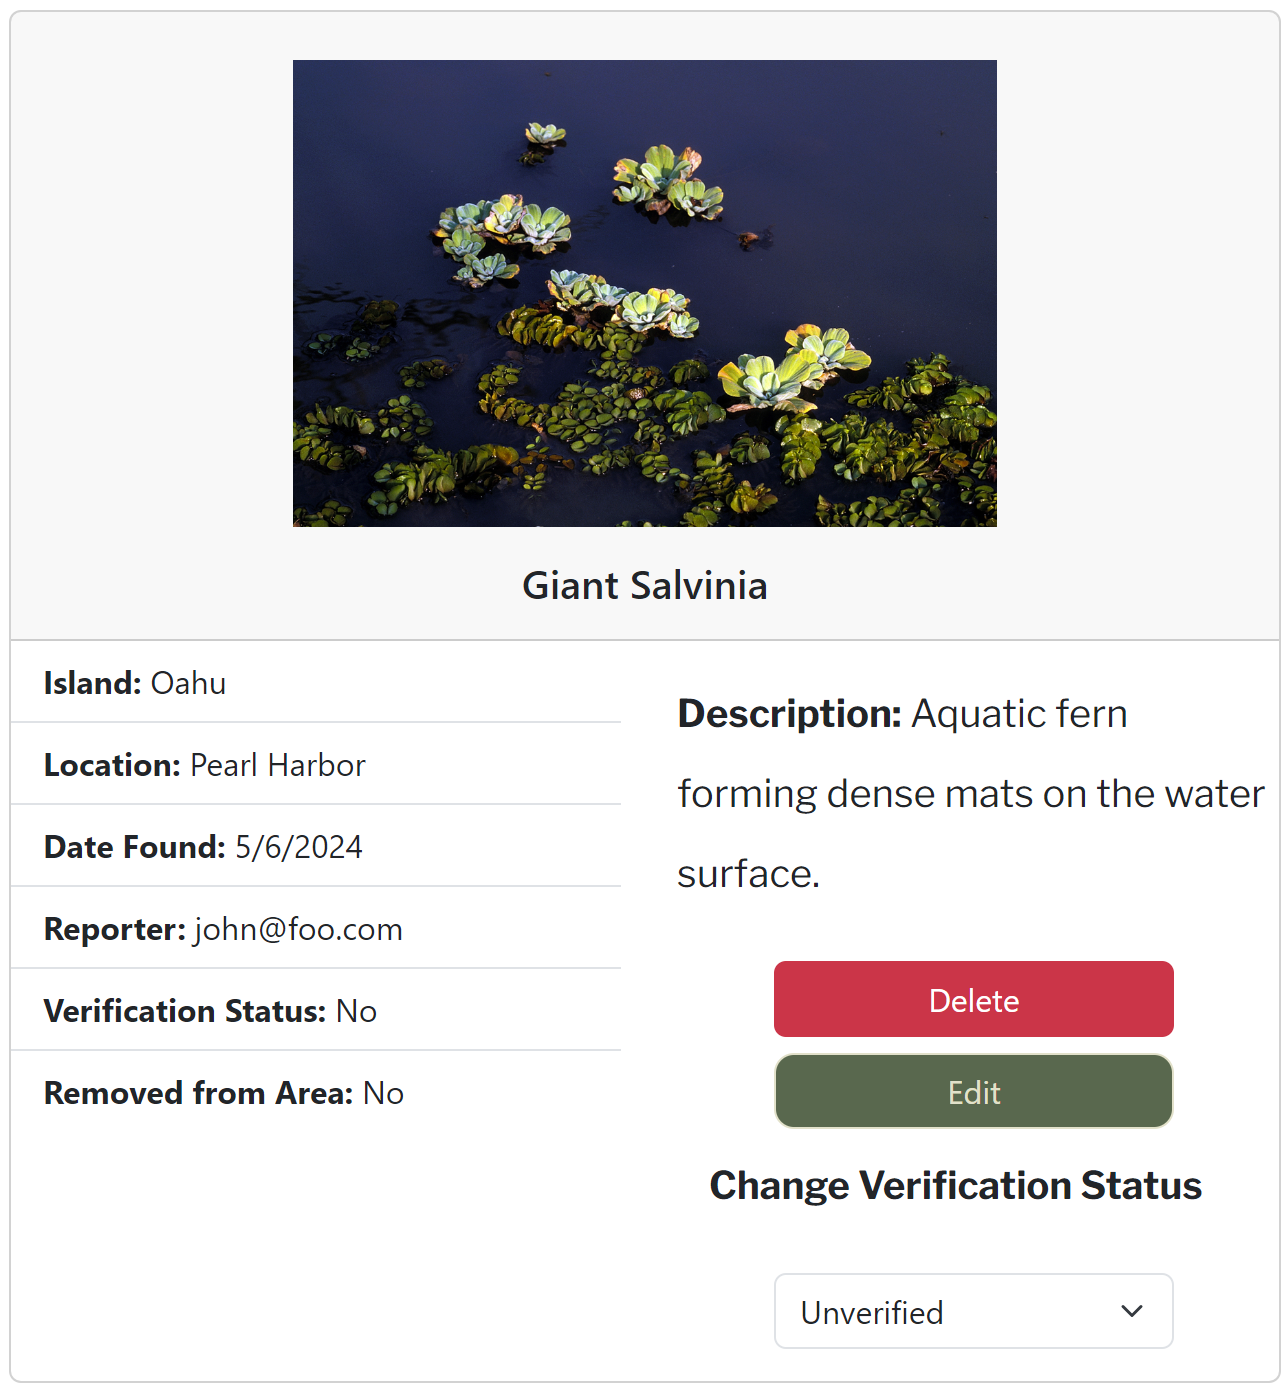 Giant Salvinia
Island: Oahu
Location: Pearl Harbor
Date Found: 5/6/2024
Reporter: john@foo.com
Verification Status: No
Removed from Area: No
Description: Aquatic fern
forming dense mats on the water
surface.
Delete
Edit
Change Verification Status
Unverified